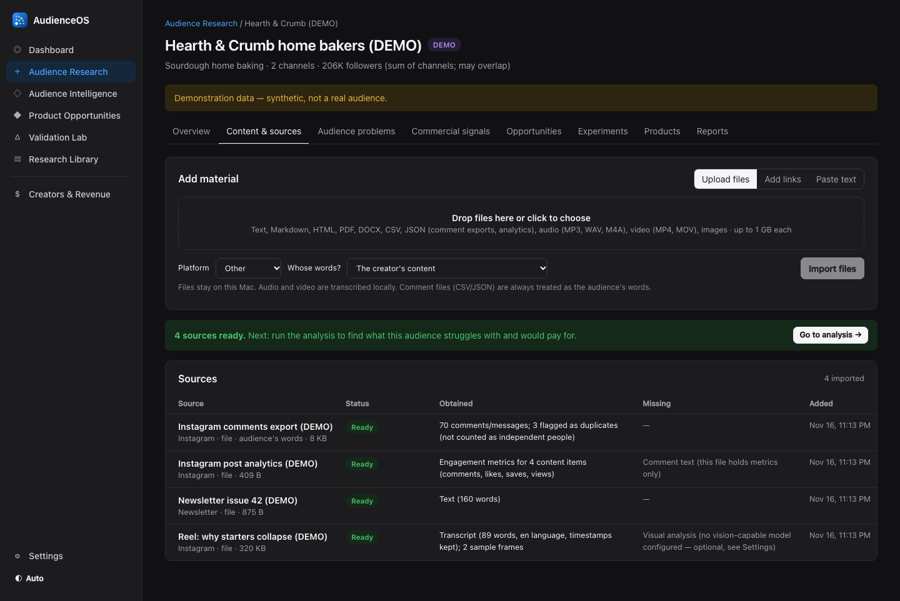 AudienceOS
Dashboard
Audience Research
Audience Intelligence
Product Opportunities
Validation Lab
Research Library
$ Creators & Revenue
Settings
Auto
Audience Research / Hearth & Crumb (DEMO)
Hearth & Crumb home bakers (DEMO) DEMO
Sourdough home baking · 2 channels · 206K followers (sum of channels; may overlap)
Demonstration data — synthetic, not a real audience.
Overview Content & sources Audience problems Commercial signals Opportunities Experiments Products Reports
Add material Upload files Add links Paste text
Drop files here or click to choose
Text, Markdown, HTML, PDF, DOCX, CSV, JSON (comment exports, analytics), audio (MP3, WAV, M4A), video (MP4, MOV), images · up to 1 GB each
Platform Other Whose words? The creator's content Import files
Files stay on this Mac. Audio and video are transcribed locally. Comment files (CSV/JSON) are always treated as the audience's words.
4 sources ready. Next: run the analysis to find what this audience struggles with and would pay for. Go to analysis →
Sources 4 imported
Source Status Obtained Missing Added
Instagram comments export (DEMO)
Instagram · file · audience's words · 8 KB
Ready
70 comments/messages; 3 flagged as duplicates
(not counted as independent people)
—
Nov 16, 11:13 PM
Instagram post analytics (DEMO)
Instagram · file · 409 B
Ready
Engagement metrics for 4 content items
(comments, likes, saves, views)
Comment text (this file holds metrics
only)
Nov 16, 11:13 PM
Newsletter issue 42 (DEMO)
Newsletter · file · 875 B
Ready
Text (160 words)
—
Nov 16, 11:13 PM
Reel: why starters collapse (DEMO)
Instagram · file · 320 KB
Ready
Transcript (89 words, en language, timestamps
kept); 2 sample frames
Visual analysis (no vision-capable model
configured — optional, see Settings)
Nov 16, 11:13 PM